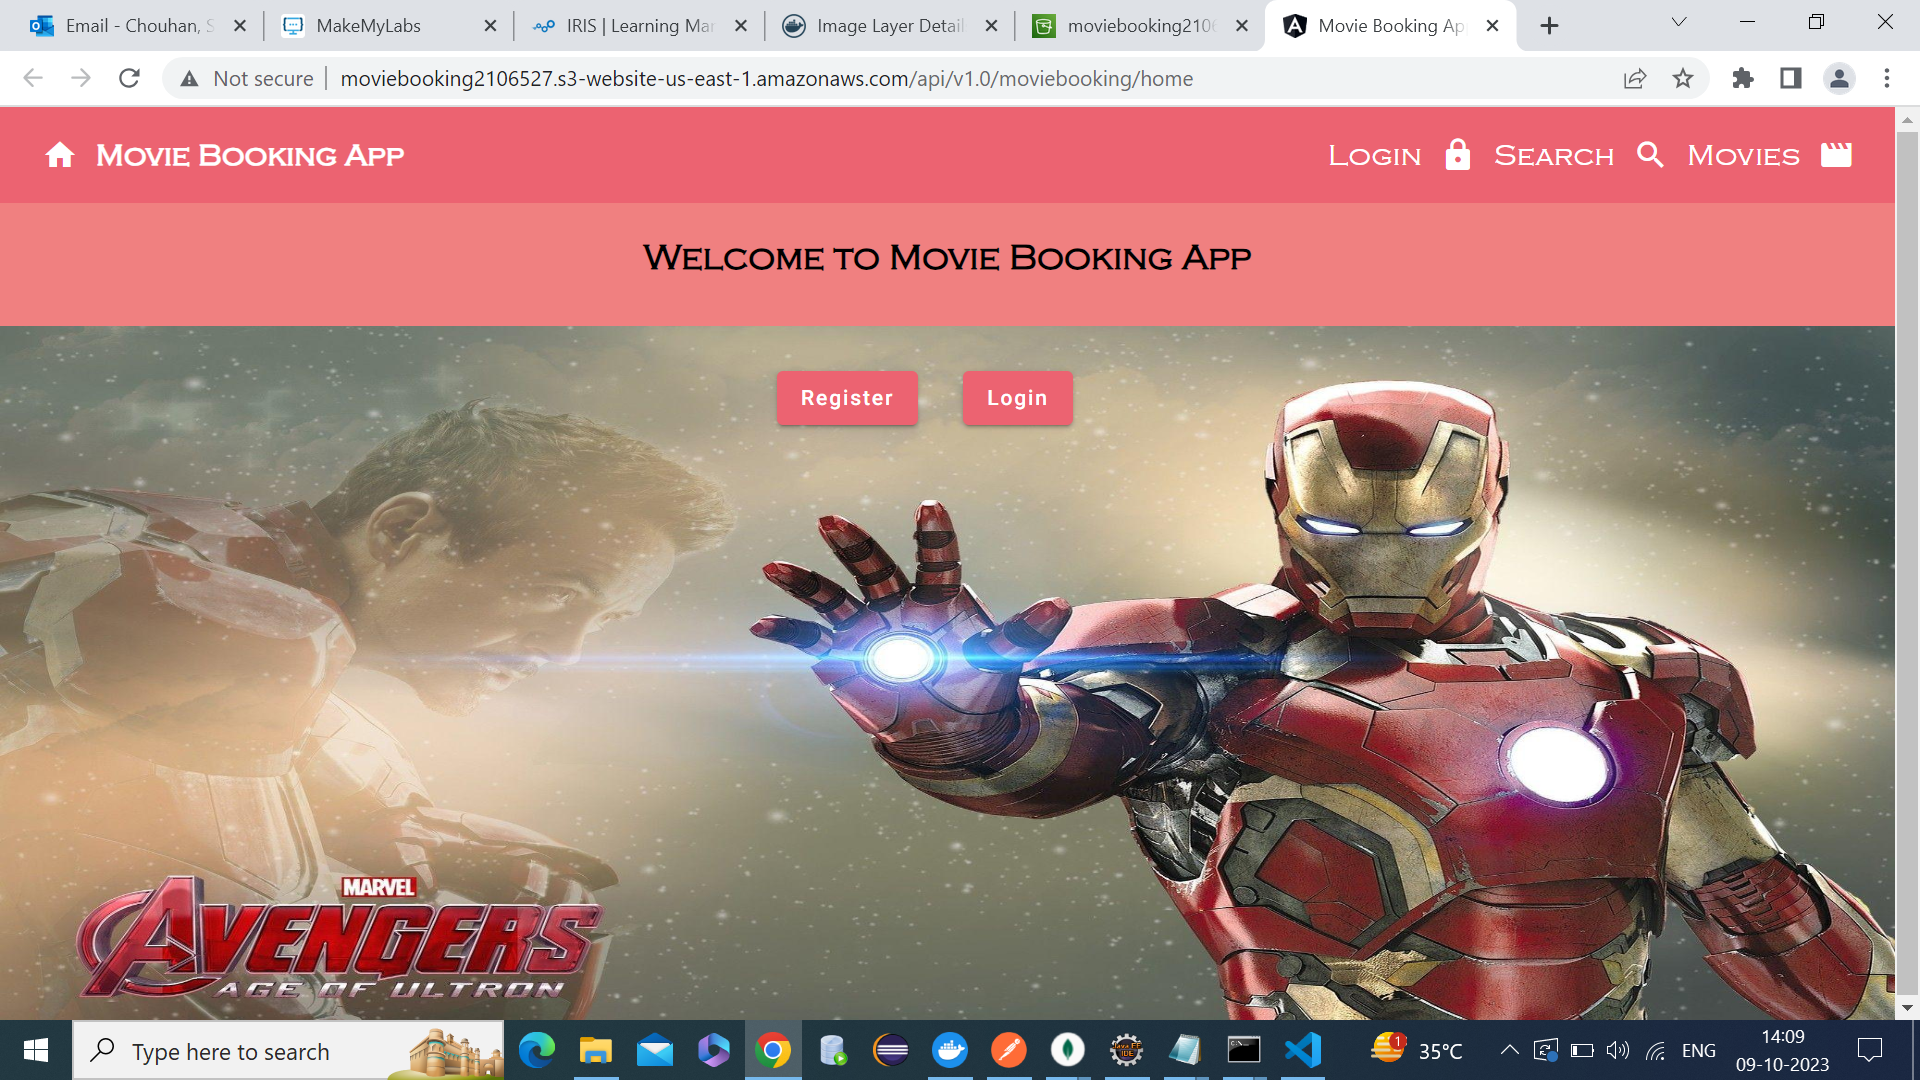 Email - Chouhan, S
MakeMyLabs
IRIS | Learning Mar
Image Layer Detail
moviebooking2106
Movie Booking Ap
Not secure
moviebooking2106527.s3-website-us-east-1.amazonaws.com/api/v1.0/moviebooking/home
Movie Booking App
Login
Search
Movies
Welcome to Movie Booking App
Register
Login
MARVEL
AVENGERS
AGE OF ULTRON
Type here to search
1
35°C
ENG
14:09
09-10-2023